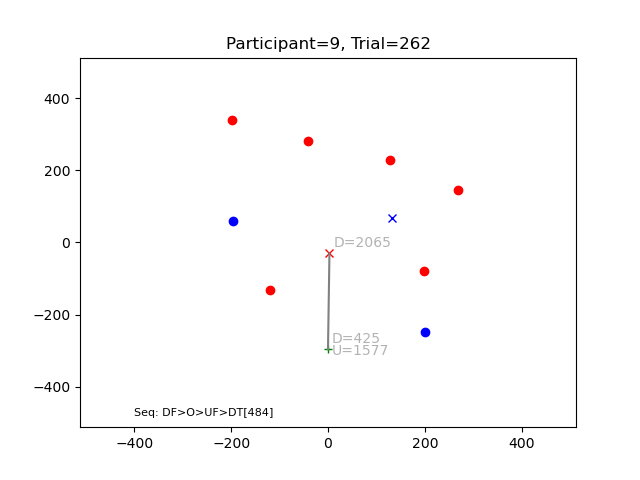 Participant=9, Trial=262
400
200
0
−200
−400
D=2065
D=425
U=1577
Seq: DF>O>UF>DT[484]
−400 −200 0 200 400